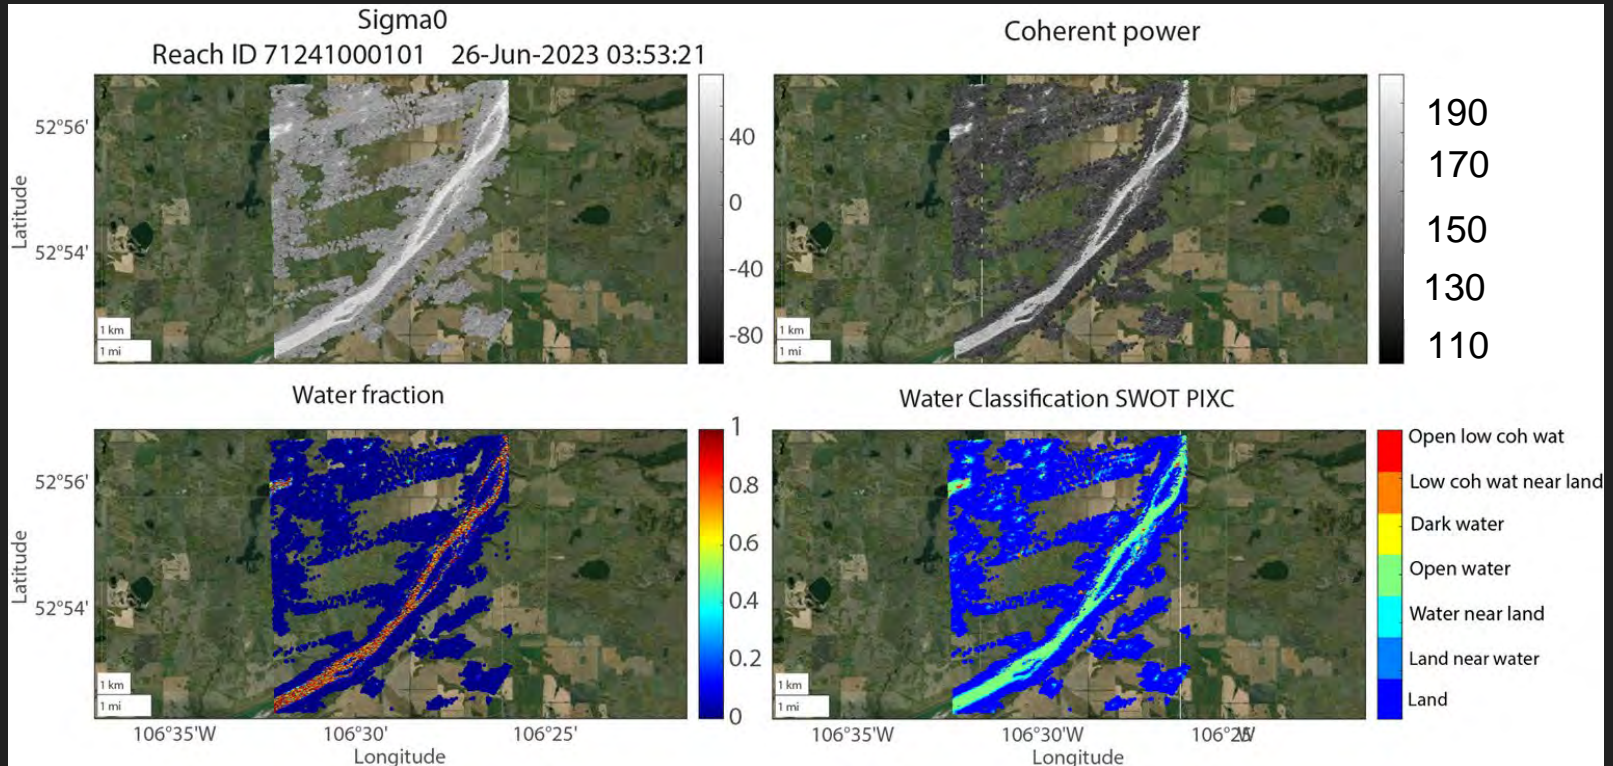 Sigma0
Reach ID 71241000101 26-Jun-2023 03:53:21
52°56'
52°54'
Latitude
1 km
1 mi
40
0
-40
-80
Coherent power
1 km
1 mi
190
170
150
130
110
Water fraction
52°56'
52°54'
Latitude
1 km
1 mi
106°35'W
106°30'
106°25'
Longitude
1
0.8
0.6
0.4
0.2
0
Water Classification SWOT PIXC
1 km
1 mi
106°35'W
106°30'W
Longitude
Open low coh wat
Low coh wat near land
Dark water
Open water
Water near land
Land near water
Land